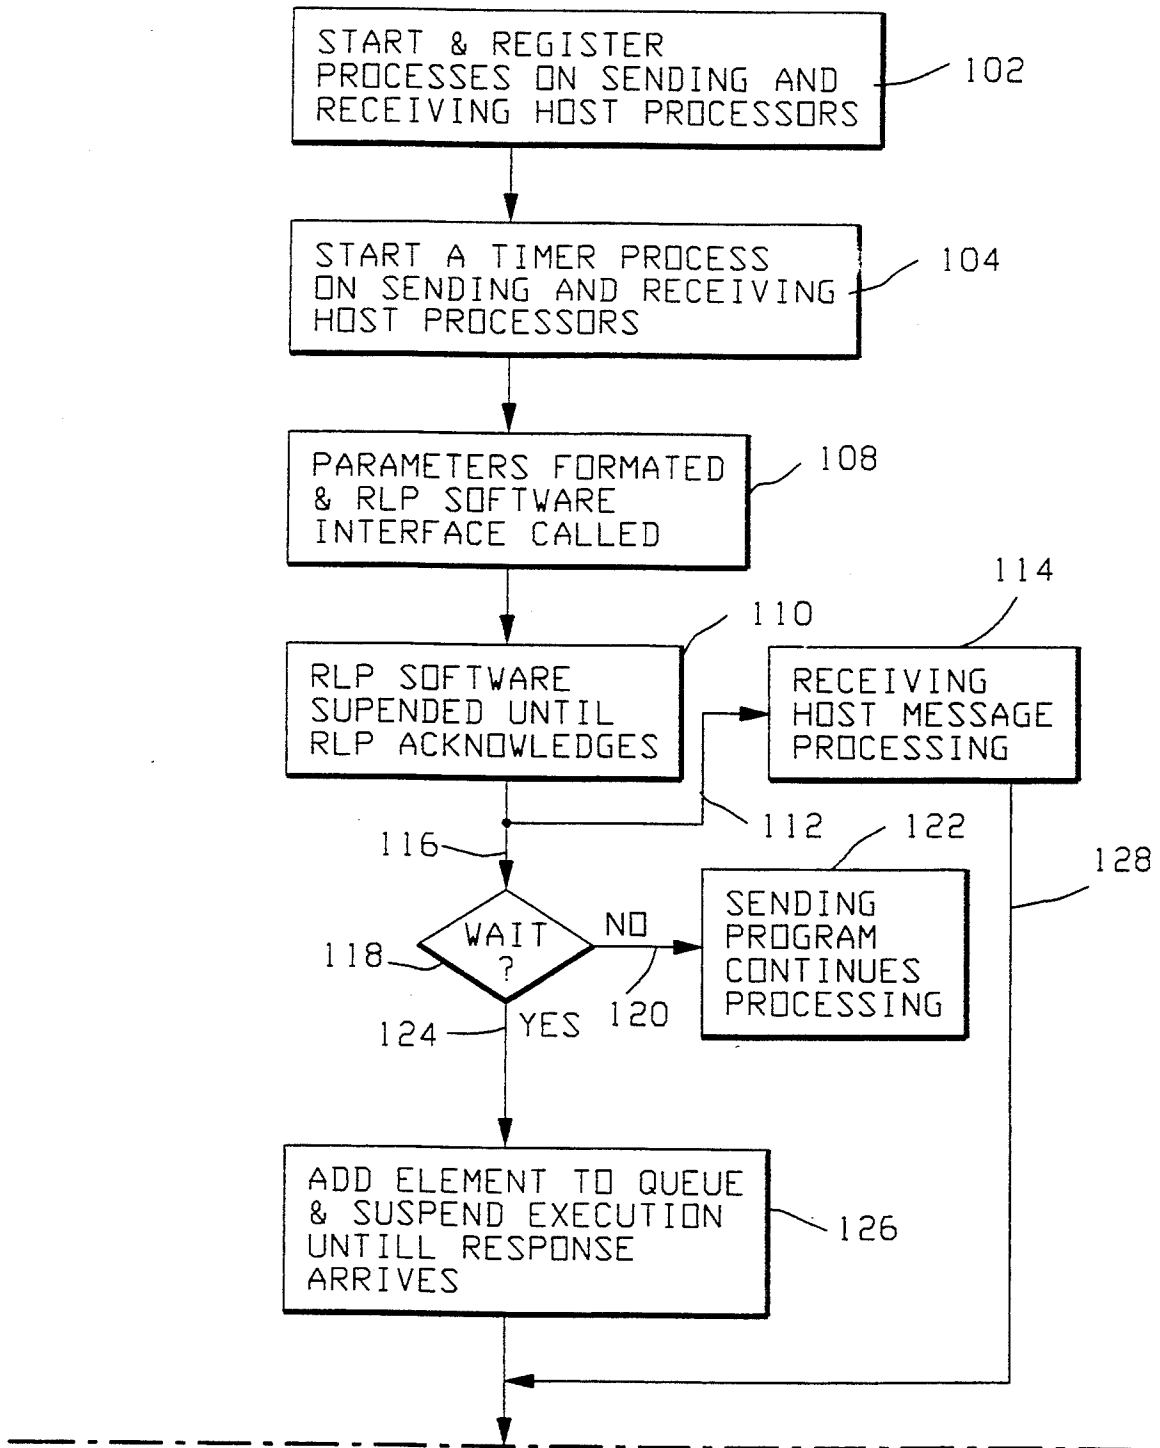 START & REGISTER
PROCESSES ON SENDING AND
RECEIVING HOST PROCESSORS
102
START A TIMER PROCESS
ON SENDING AND RECEIVING
HOST PROCESSORS
104
PARAMETERS FORMATED
& RLP SOFTWARE
INTERFACE CALLED
108
RLP SOFTWARE
SUPENDED UNTIL
RLP ACKNOWLEDGES
110
114
RECEIVING
HOST MESSAGE
PROCESSING
112
116
122
128
WAIT
?
118
NO
120
SENDING
PROGRAM
CONTINUES
PROCESSING
124
YES
ADD ELEMENT TO QUEUE
& SUSPEND EXECUTION
UNTILL RESPONSE
ARRIVES
126